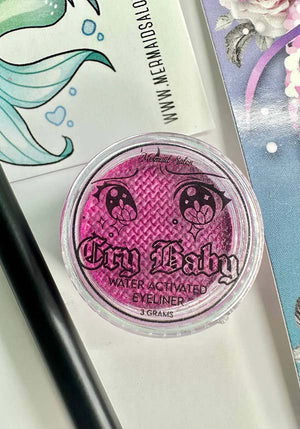 WWW.MERMAIDSALO
Mermaid Salon
Cry Baby
WATER ACTIVATED
EYELINER
3 GRAMS